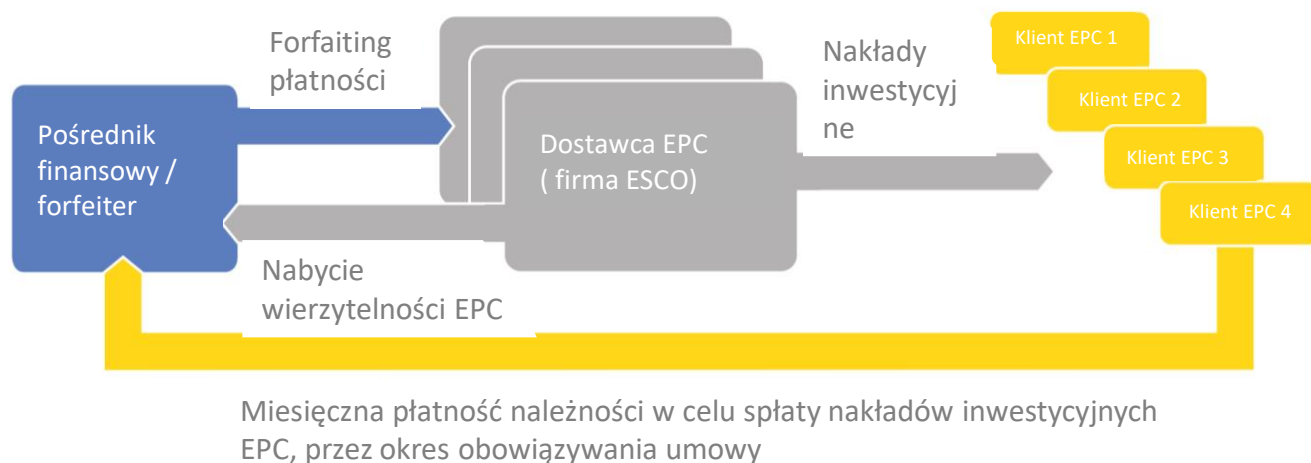 Forfaiting
płatności
Nakłady
inwestycyj
ne
Klient EPC 1
Klient EPC 2
Klient EPC 3
Klient EPC 4
Pośrednik
finansowy /
forfeiter
Dostawca EPC
( firma ESCO)
Nabycie
wierzytelności EPC
Miesięczna płatność należności w celu spłaty nakładów inwestycyjnych
EPC, przez okres obowiązywania umowy